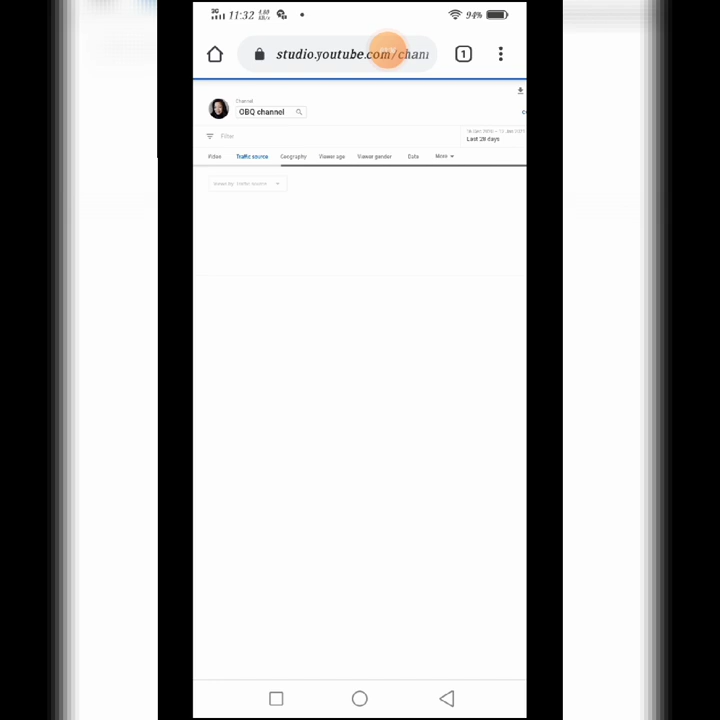 3G 11:32 94%
studio.youtube.com/chan
1
Channel
OBQ channel
Filter
Last 28 days
Traffic source Geography Viewer age Viewer gender Date More